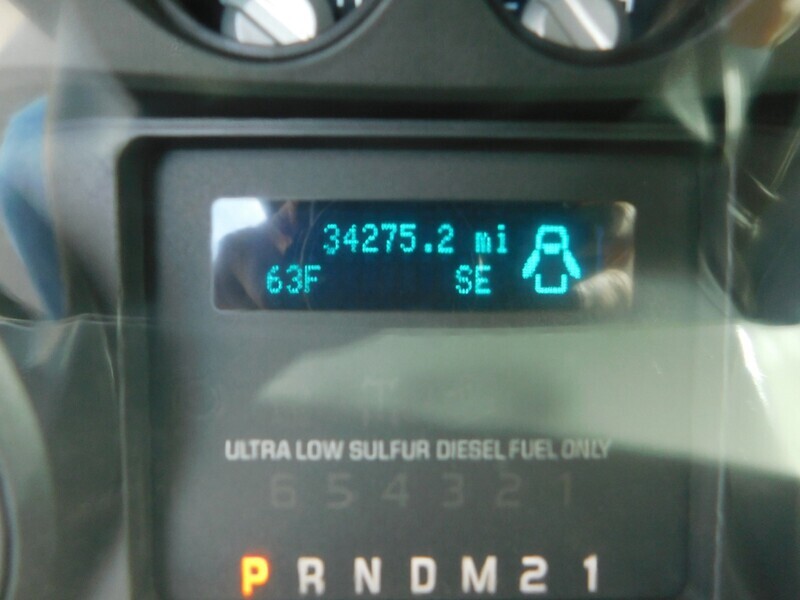 34275.2 mi
63F SE
ULTRA LOW SULFUR DIESEL FUEL ONLY
6 5 4 3 2 1
P R N D M 2 1